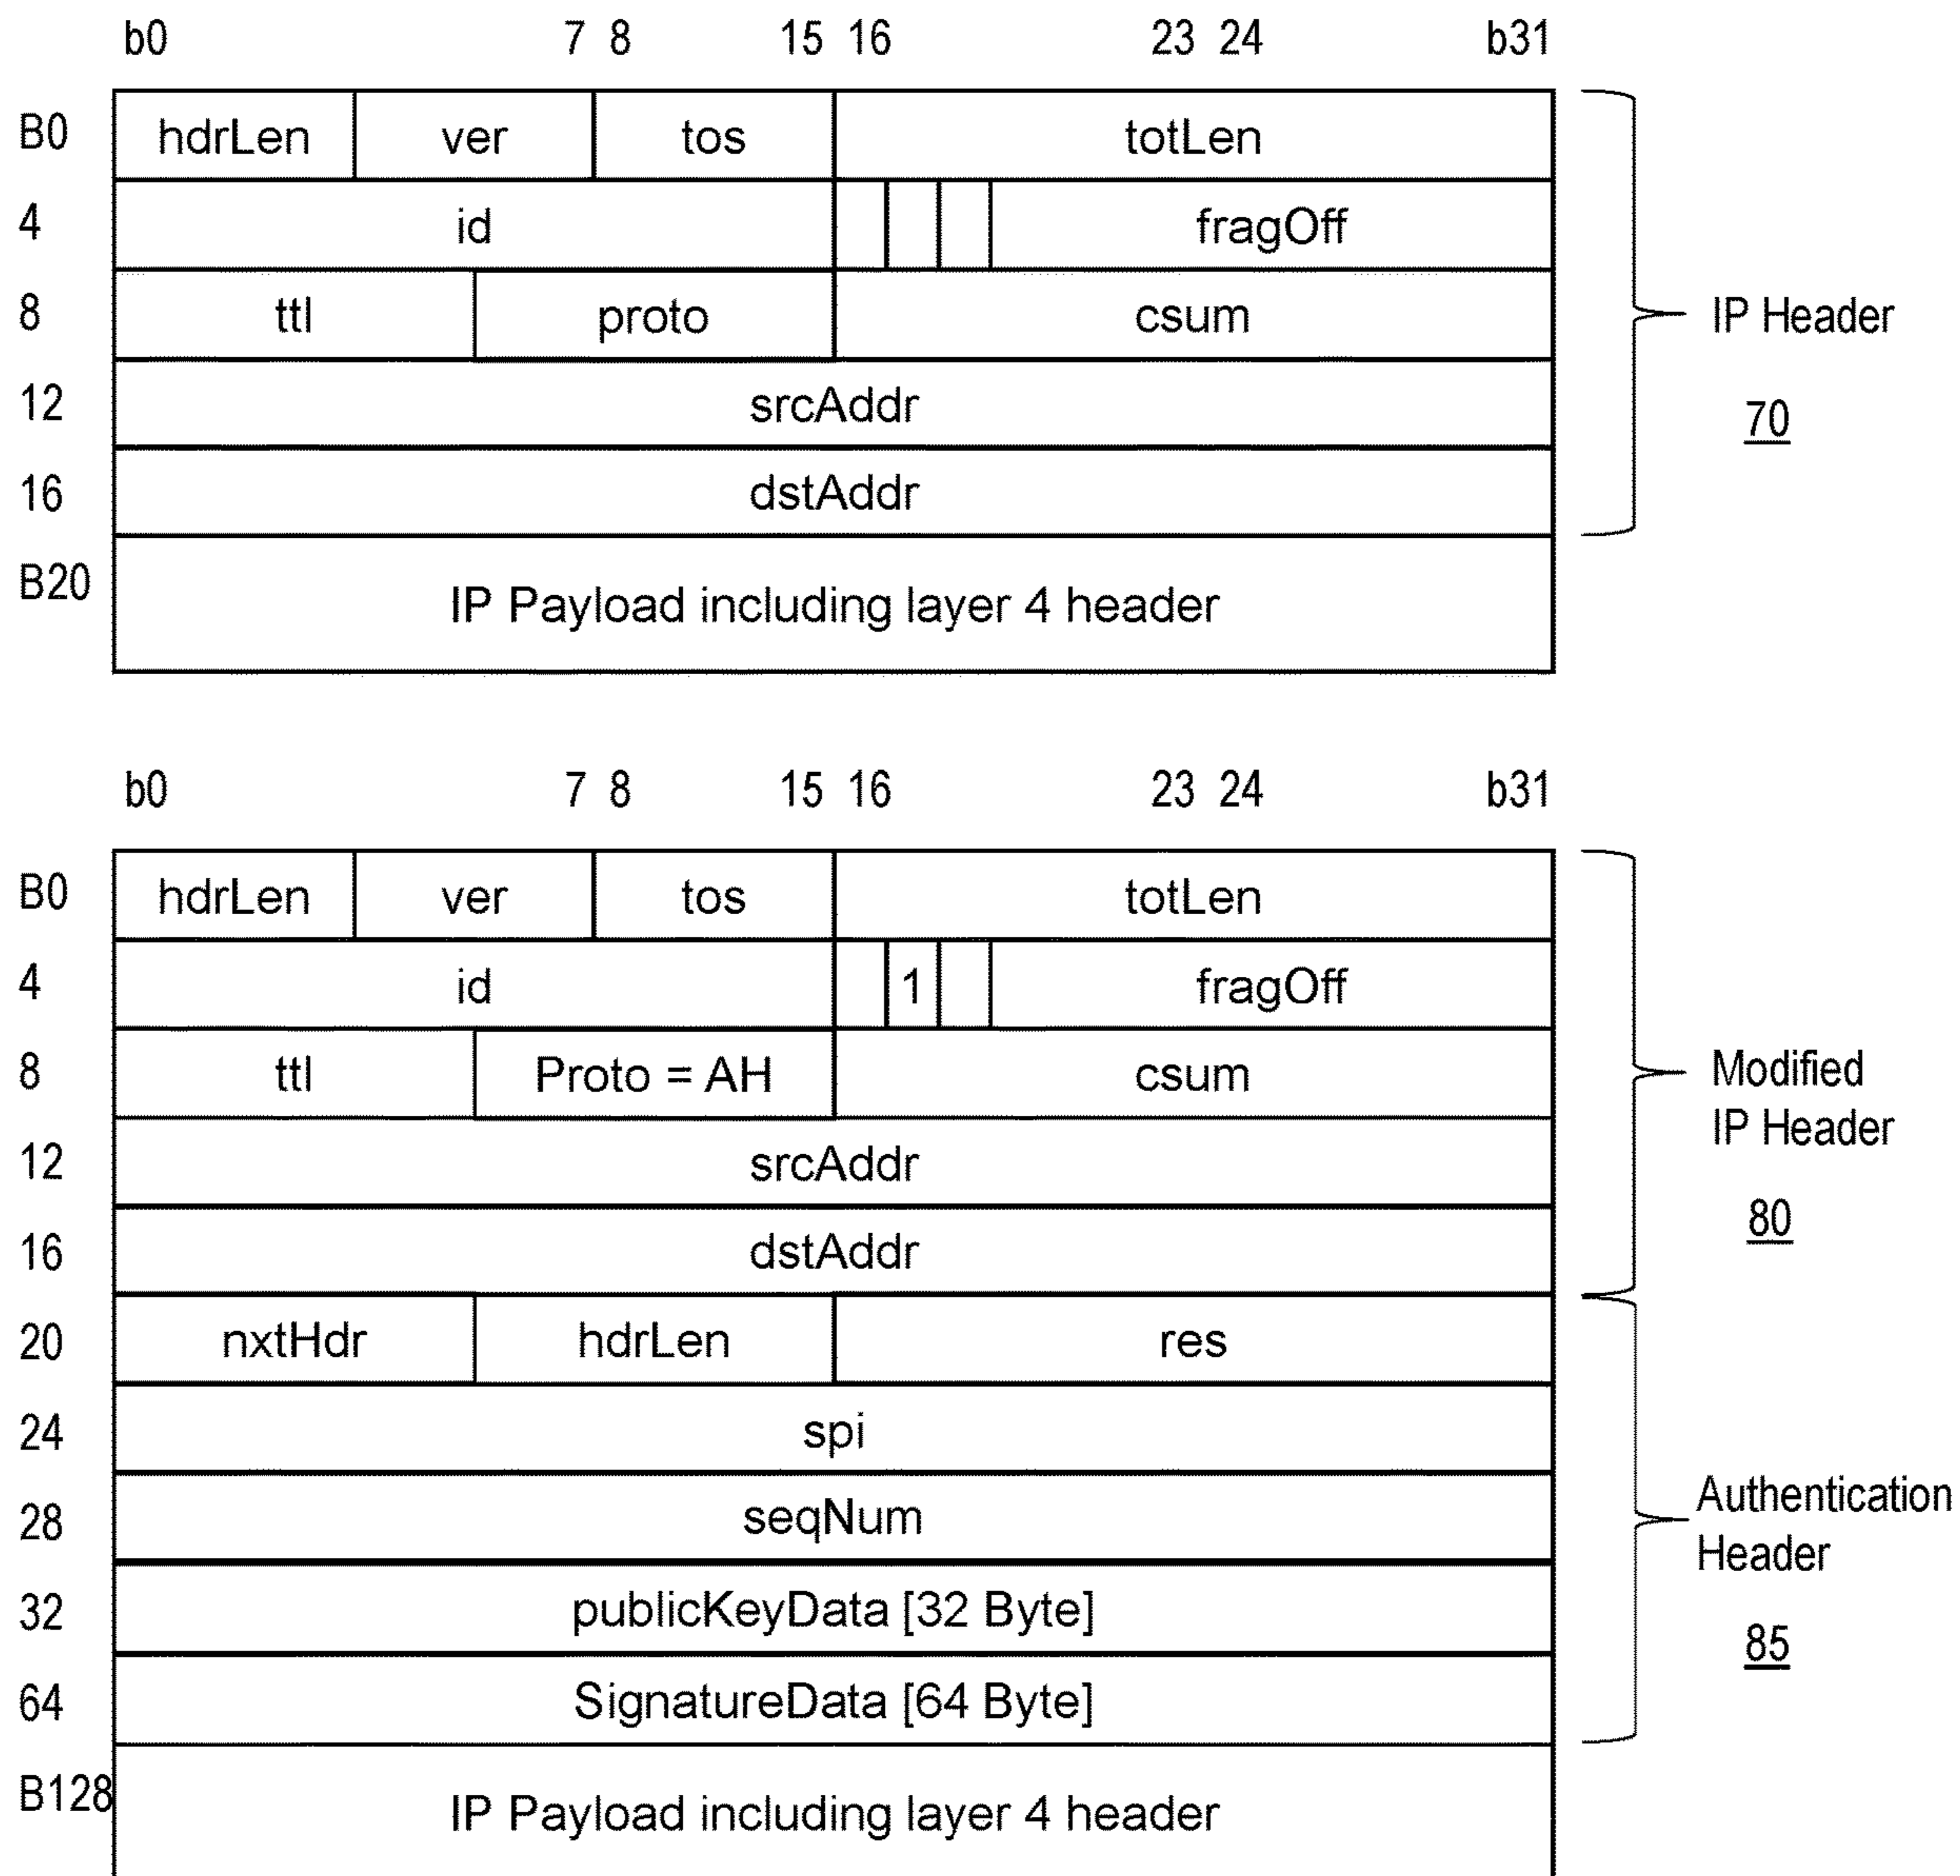 b0 7 8 15 16 23 24 b31
B0 hdrLen ver tos totLen
4 id fragOff
8 ttl proto csum
12 srcAddr
16 dstAddr
B20 IP Payload including layer 4 header
IP Header
70
b0 7 8 15 16 23 24 b31
B0 hdrLen ver tos totLen
4 id 1 fragOff
8 ttl Proto = AH csum
12 srcAddr
16 dstAddr
Modified
IP Header
80
20 nxtHdr hdrLen res
24 spi
28 seqNum
32 publicKeyData [32 Byte]
64 SignatureData [64 Byte]
Authentication
Header
85
B128 IP Payload including layer 4 header